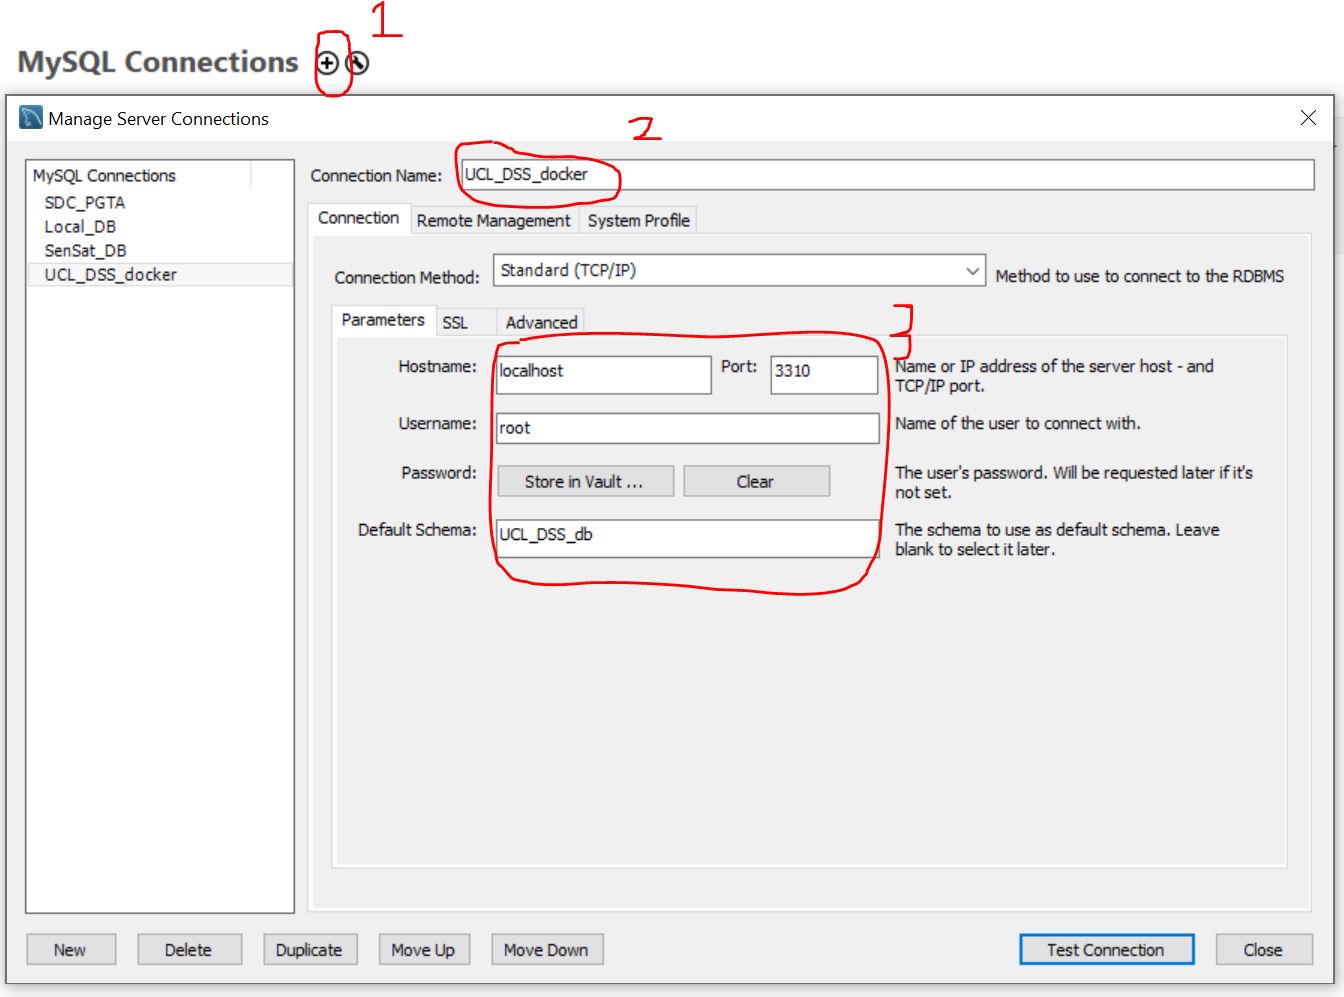 1
MySQL Connections
Manage Server Connections
2
MySQL Connections
SDC_PGTA
Local_DB
SenSat_DB
UCL_DSS_docker
Connection Name: UCL_DSS_docker
Connection Remote Management System Profile
Connection Method: Standard (TCP/IP) Method to use to connect to the RDBMS
Parameters SSL Advanced
3
Hostname: localhost Port: 3310 Name or IP address of the server host - and
TCP/IP port.
Username: root Name of the user to connect with.
Password: Store in Vault ... Clear The user's password. Will be requested later if it's
not set.
Default Schema: UCL_DSS_db The schema to use as default schema. Leave
blank to select it later.
New Delete Duplicate Move Up Move Down Test Connection Close